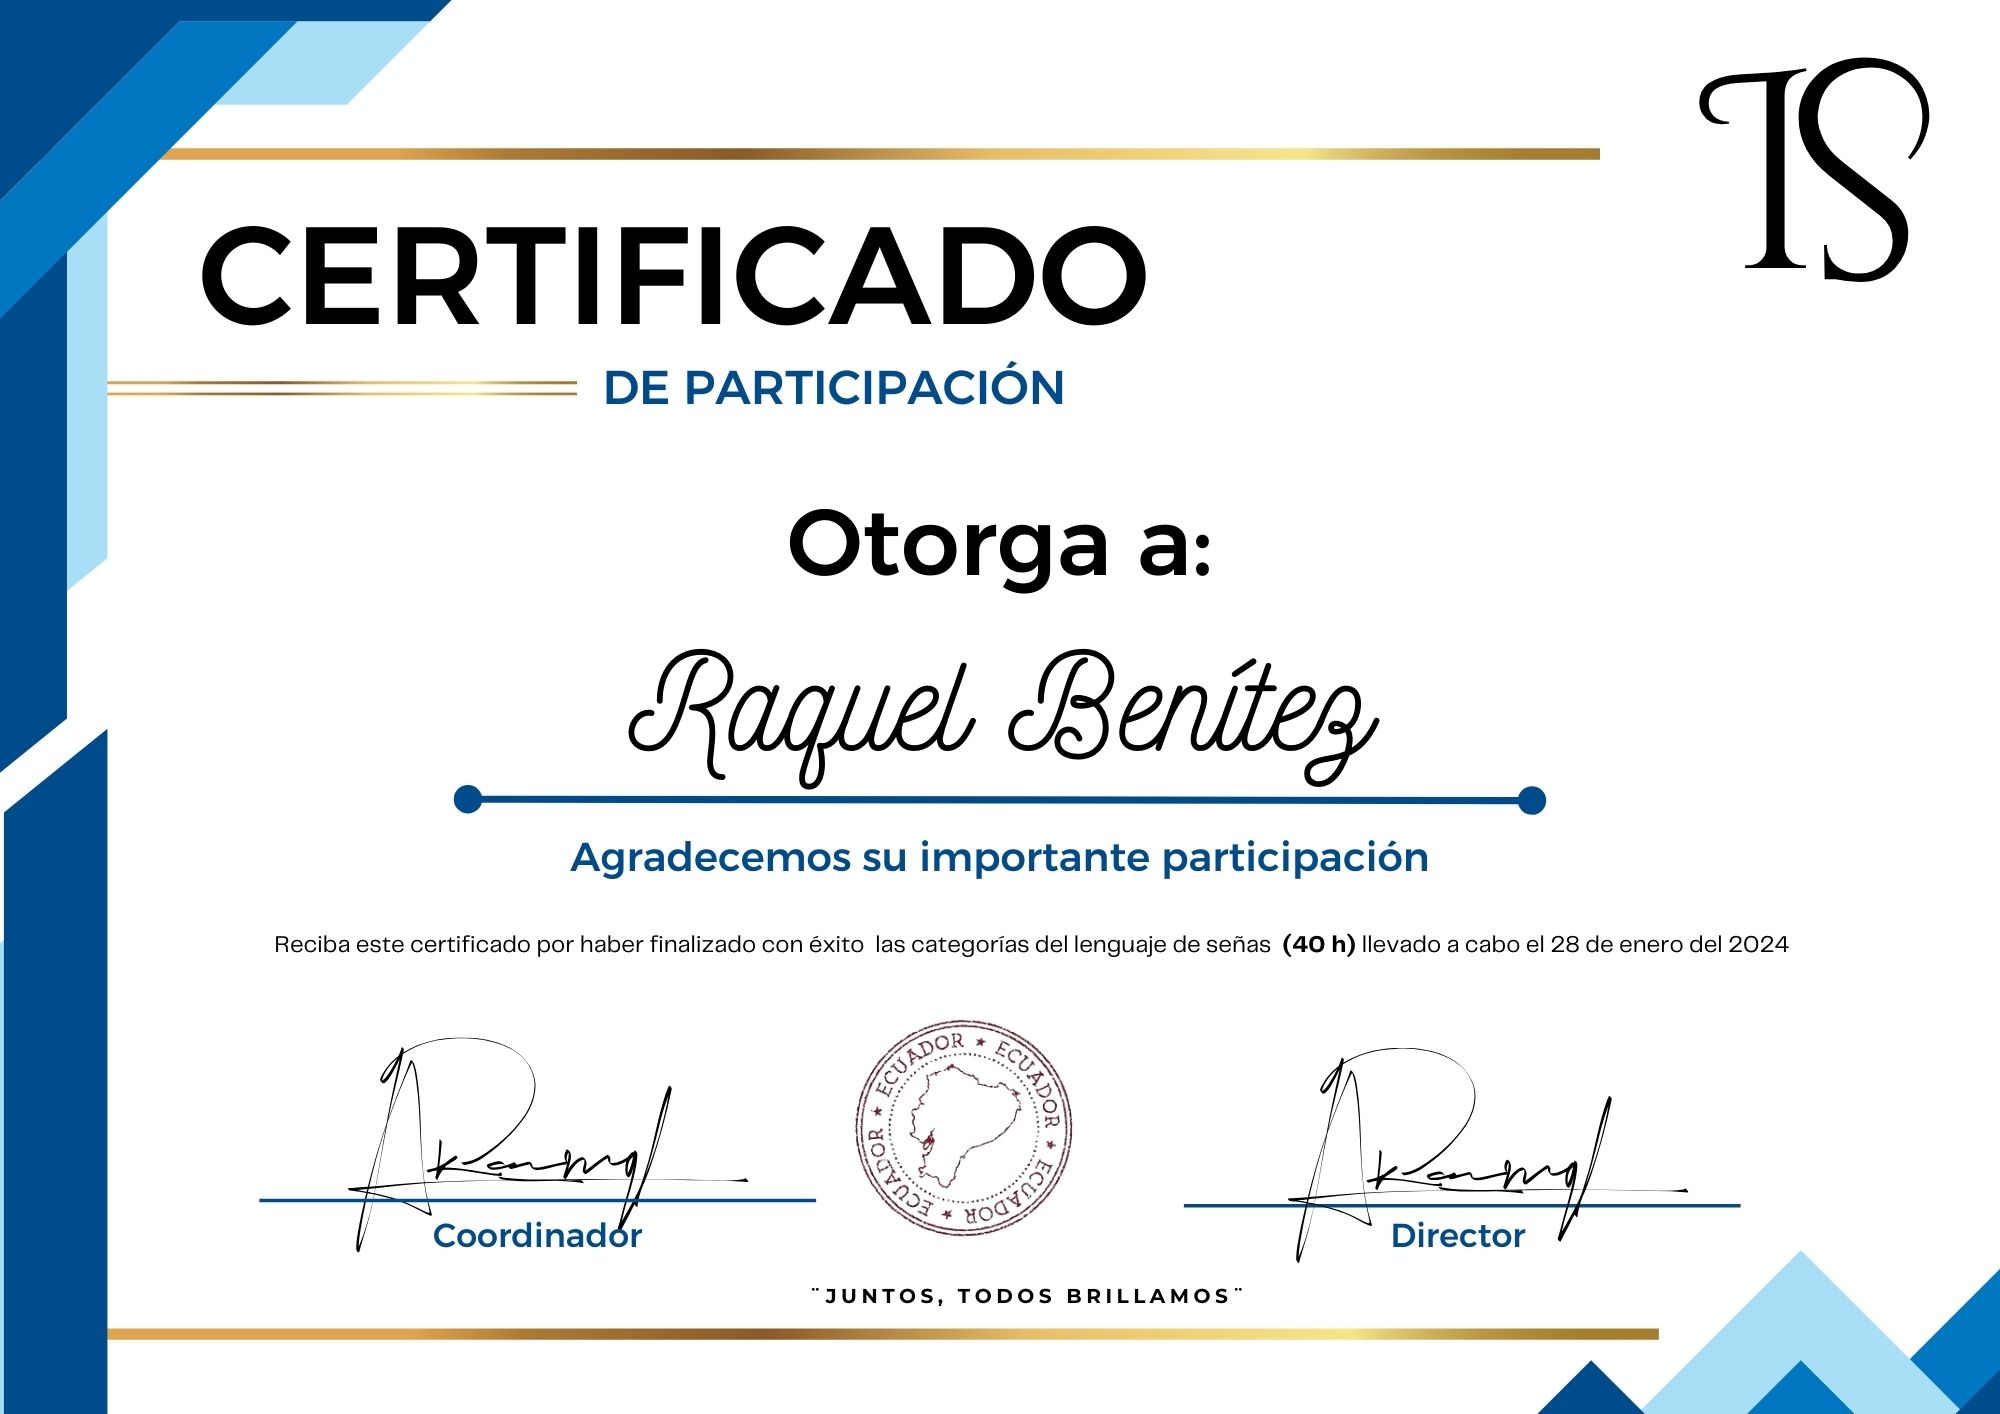 TS
CERTIFICADO
DE PARTICIPACIÓN
Otorga a:
Raquel Benítez
Agradecemos su importante participación
Reciba este certificado por haber finalizado con éxito las categorías del lenguaje de señas (40 h) llevado a cabo el 28 de enero del 2024
ECUADOR ★ ECUADOR ★ ECUADOR ★ ECUADOR ★ ECUADOR ★
Coordinador
Director
¨JUNTOS, TODOS BRILLAMOS¨